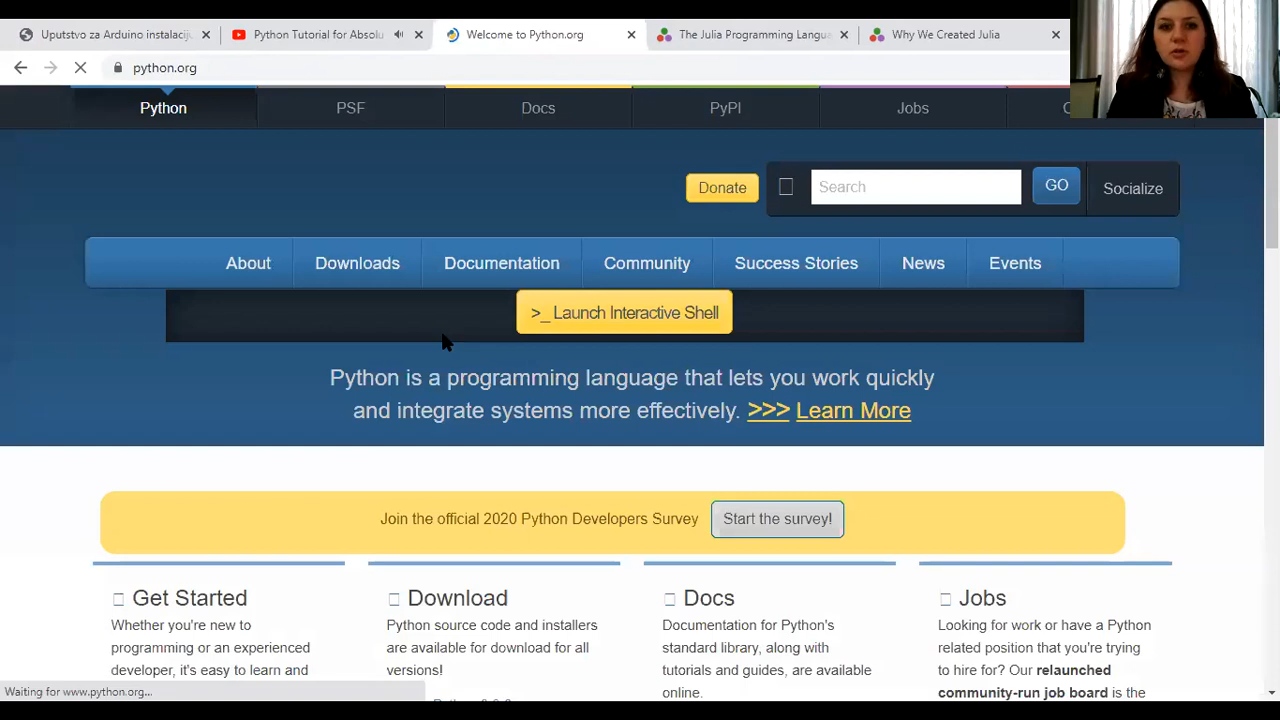 Uputstvo za Arduino instalaciju
Python Tutorial for Absolu
Welcome to Python.org
The Julia Programming Langua
Why We Created Julia
python.org
Python
PSF
Docs
PyPI
Jobs
Donate
Search
GO
Socialize
About
Downloads
Documentation
Community
Success Stories
News
Events
>_ Launch Interactive Shell
Python is a programming language that lets you work quickly
and integrate systems more effectively. >>> Learn More
Join the official 2020 Python Developers Survey
Start the survey!
Get Started
Whether you're new to
programming or an experienced
developer, it's easy to learn and
Download
Python source code and installers
are available for download for all
versions!
Docs
Documentation for Python's
standard library, along with
tutorials and guides, are available
online.
Jobs
Looking for work or have a Python
related position that you're trying
to hire for? Our relaunched
community-run job board is the
Waiting for www.python.org...